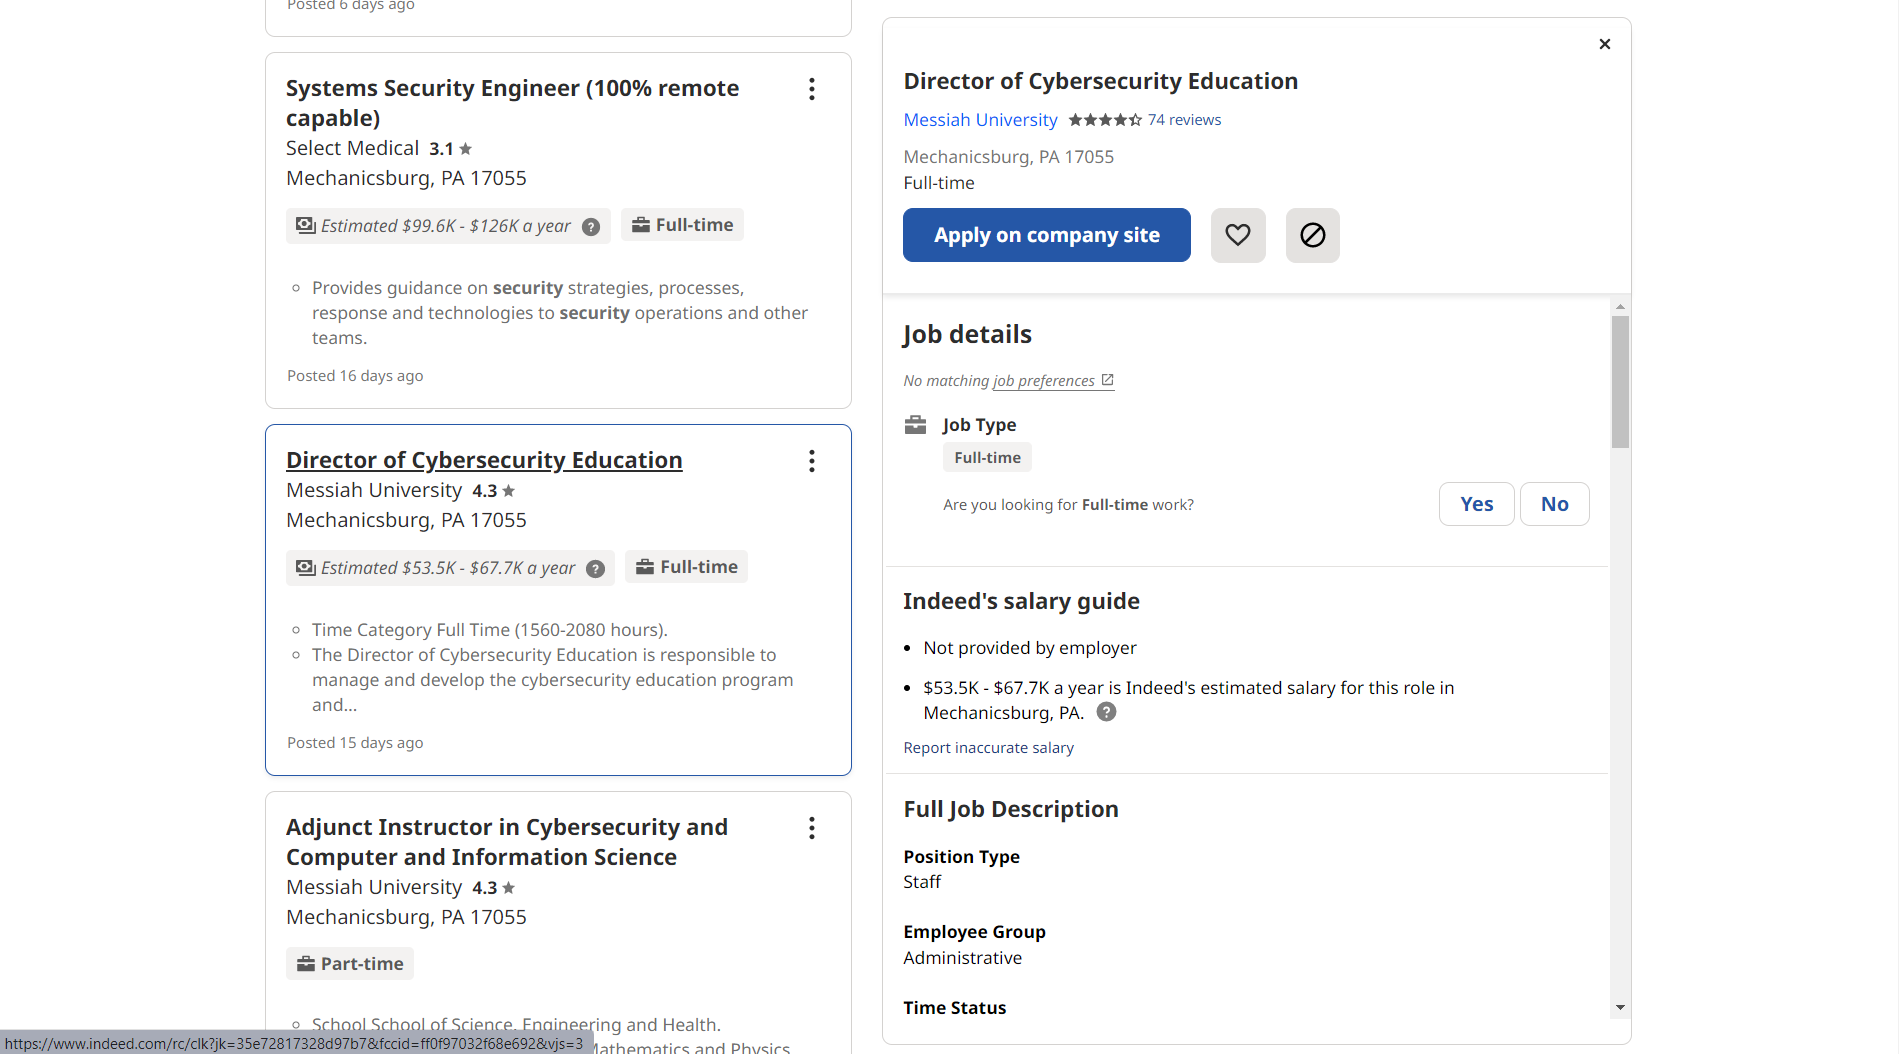 Posted 6 days ago
Systems Security Engineer (100% remote
capable)
Select Medical 3.1
Mechanicsburg, PA 17055
Estimated $99.6K - $126K a year ?
Full-time
Provides guidance on security strategies, processes,
response and technologies to security operations and other
teams.
Posted 16 days ago
Director of Cybersecurity Education
Messiah University 4.3
Mechanicsburg, PA 17055
Estimated $53.5K - $67.7K a year ?
Full-time
Time Category Full Time (1560-2080 hours).
The Director of Cybersecurity Education is responsible to
manage and develop the cybersecurity education program
and...
Posted 15 days ago
Adjunct Instructor in Cybersecurity and
Computer and Information Science
Messiah University 4.3
Mechanicsburg, PA 17055
Part-time
School School of Science, Engineering and Health.
Mathematics and Physics
https://www.indeed.com/rc/clk?jk=35e72817328d97b7&fccid=ff0f97032f68e692&vjs=3
Director of Cybersecurity Education
Messiah University 74 reviews
Mechanicsburg, PA 17055
Full-time
Apply on company site
Job details
No matching job preferences
Job Type
Full-time
Are you looking for Full-time work?
Yes
No
Indeed's salary guide
Not provided by employer
$53.5K - $67.7K a year is Indeed's estimated salary for this role in
Mechanicsburg, PA. ?
Report inaccurate salary
Full Job Description
Position Type
Staff
Employee Group
Administrative
Time Status